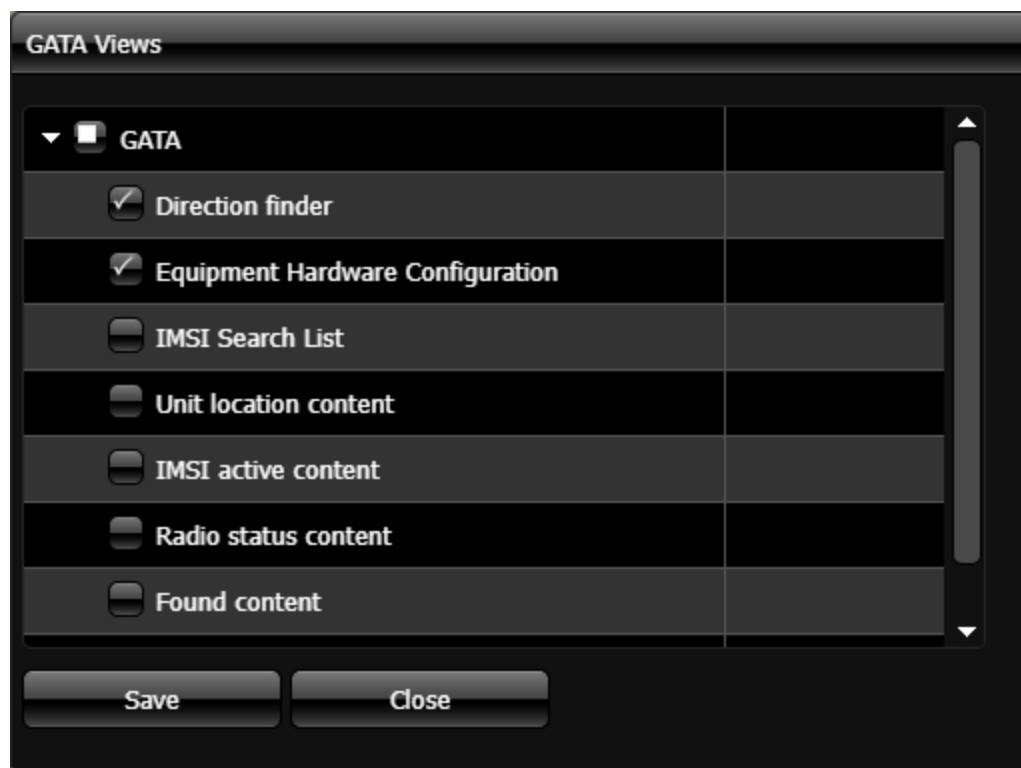 GATA Views
GATA
Direction finder
Equipment Hardware Configuration
IMSI Search List
Unit location content
IMSI active content
Radio status content
Found content
Save Close